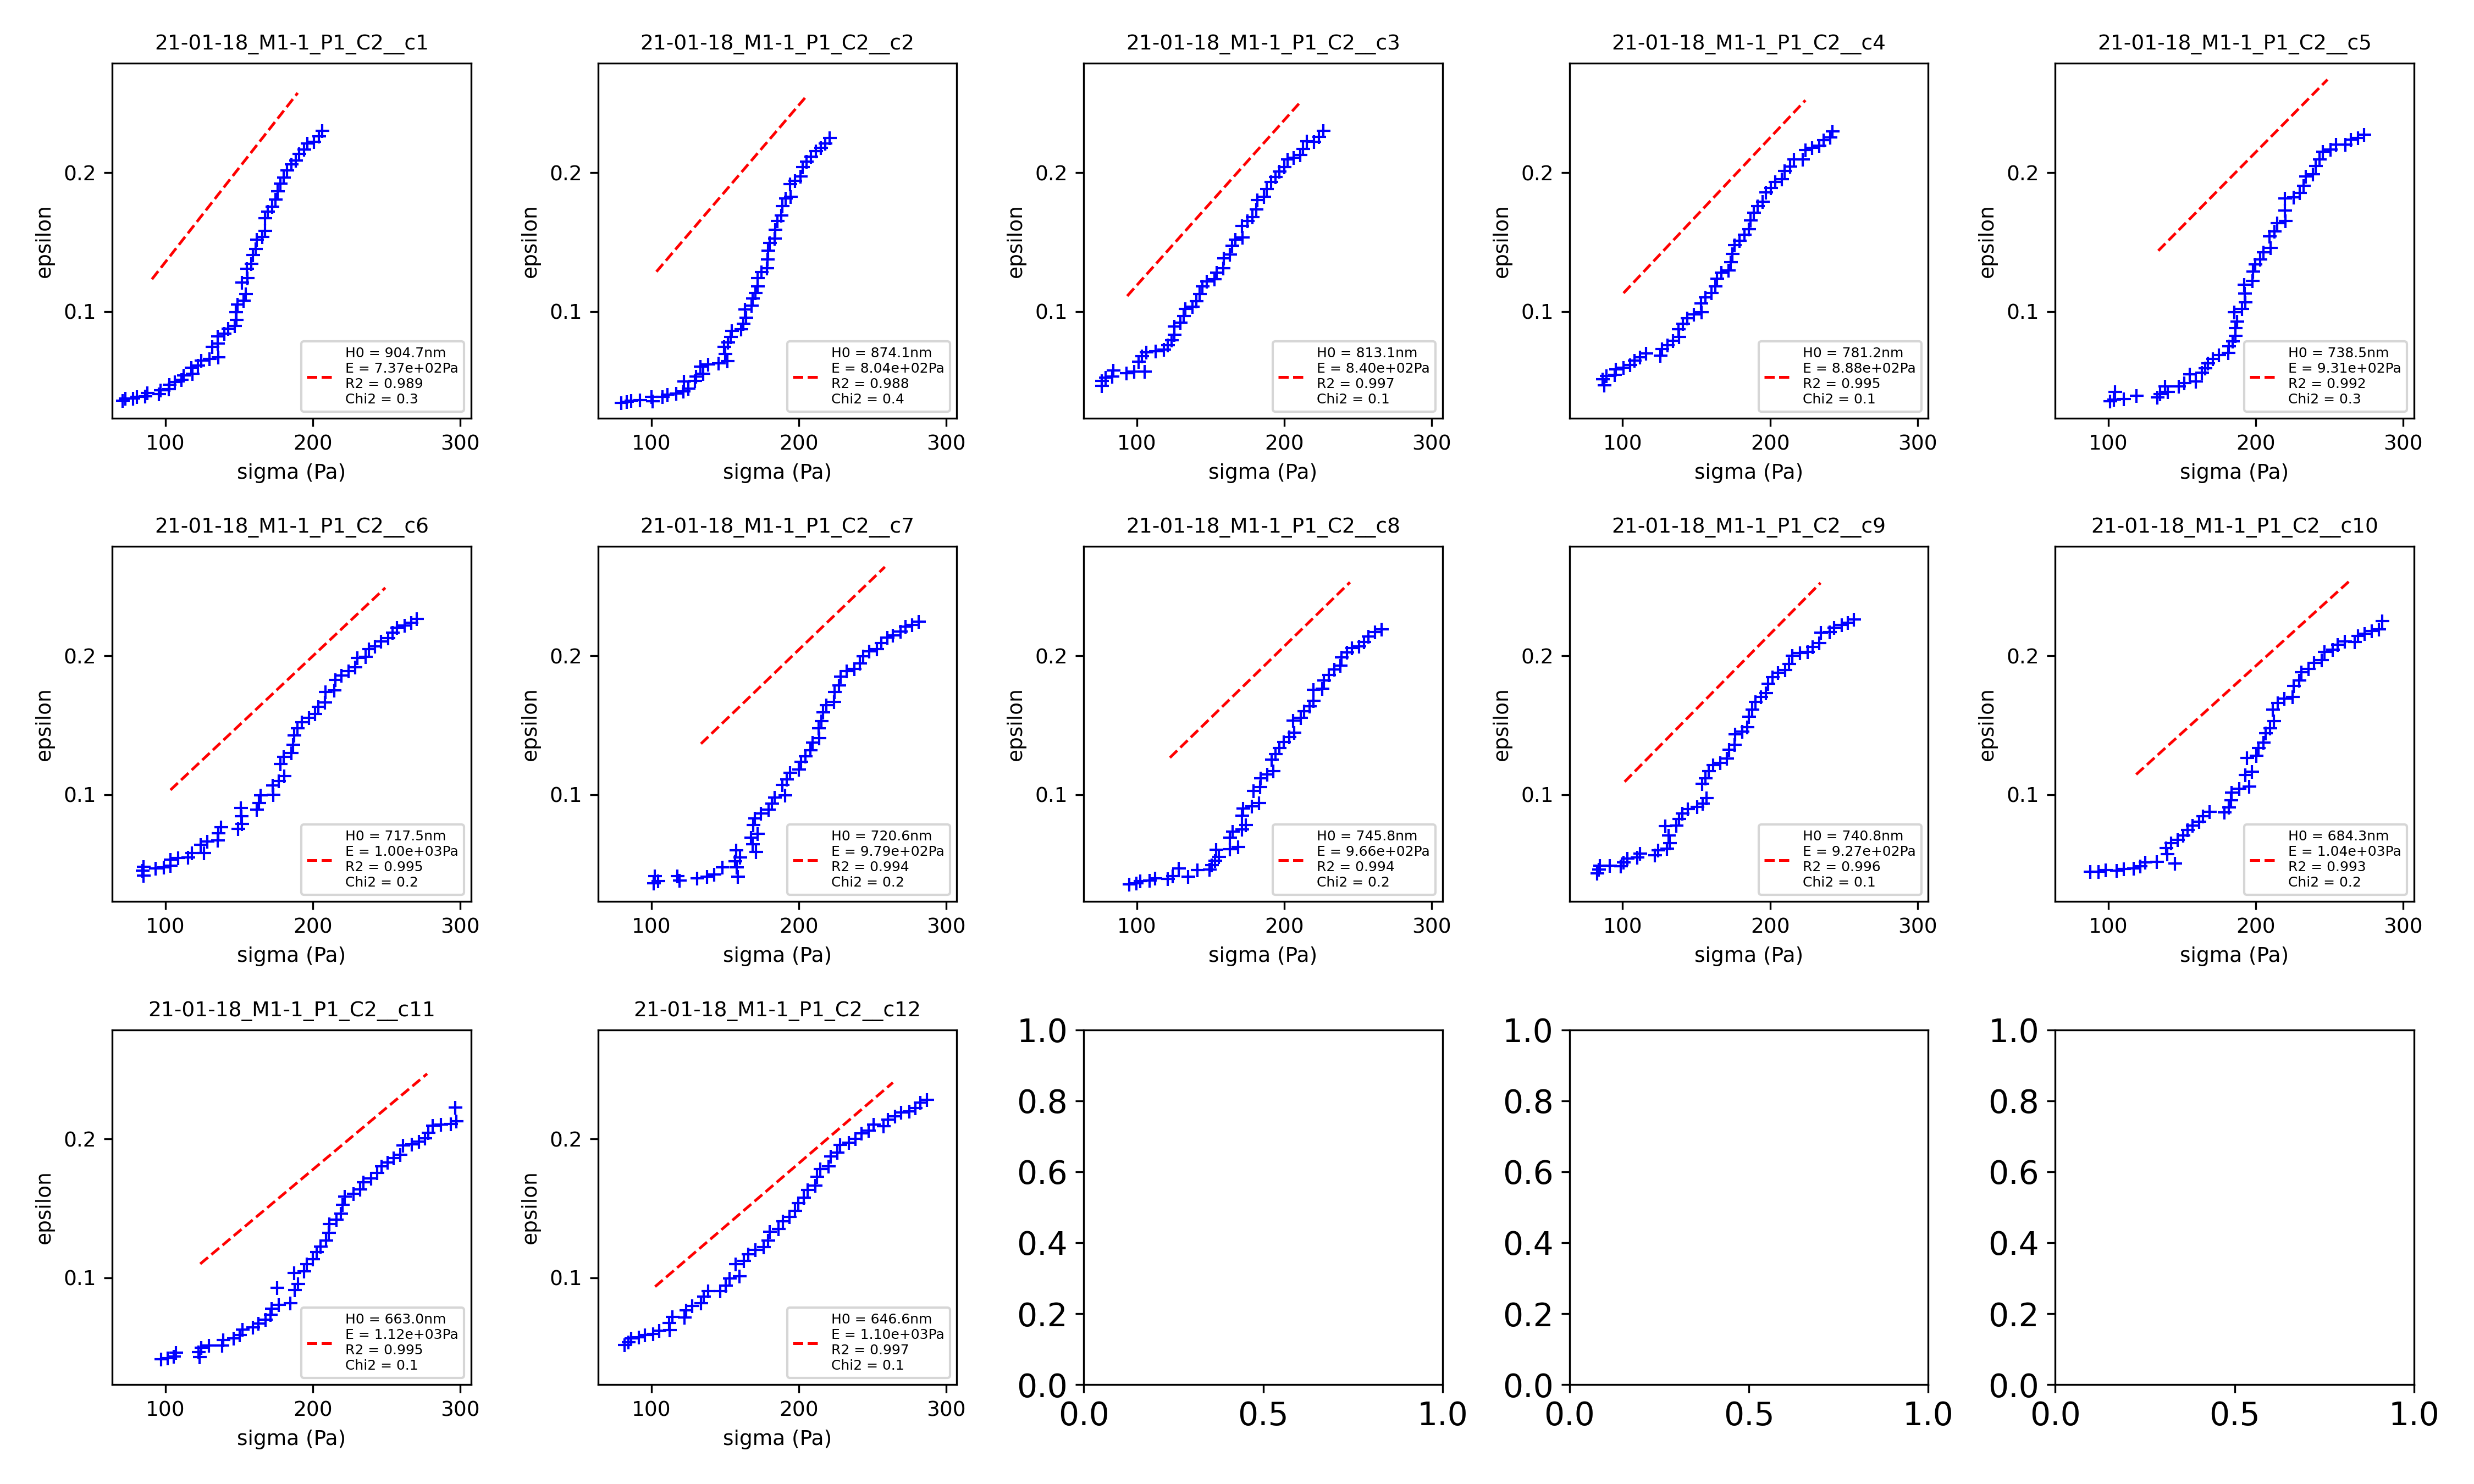 21-01-18_M1-1_P1_C2__c1
epsilon
0.2
0.1
H0 = 904.7nm
E = 7.37e+02Pa
R2 = 0.989
Chi2 = 0.3
100 200 300
sigma (Pa)
21-01-18_M1-1_P1_C2__c2
epsilon
0.2
0.1
H0 = 874.1nm
E = 8.04e+02Pa
R2 = 0.988
Chi2 = 0.4
100 200 300
sigma (Pa)
21-01-18_M1-1_P1_C2__c3
epsilon
0.2
0.1
H0 = 813.1nm
E = 8.40e+02Pa
R2 = 0.997
Chi2 = 0.1
100 200 300
sigma (Pa)
21-01-18_M1-1_P1_C2__c4
epsilon
0.2
0.1
H0 = 781.2nm
E = 8.88e+02Pa
R2 = 0.995
Chi2 = 0.1
100 200 300
sigma (Pa)
21-01-18_M1-1_P1_C2__c5
epsilon
0.2
0.1
H0 = 738.5nm
E = 9.31e+02Pa
R2 = 0.992
Chi2 = 0.3
100 200 300
sigma (Pa)
21-01-18_M1-1_P1_C2__c6
epsilon
0.2
0.1
H0 = 717.5nm
E = 1.00e+03Pa
R2 = 0.995
Chi2 = 0.2
100 200 300
sigma (Pa)
21-01-18_M1-1_P1_C2__c7
epsilon
0.2
0.1
H0 = 720.6nm
E = 9.79e+02Pa
R2 = 0.994
Chi2 = 0.2
100 200 300
sigma (Pa)
21-01-18_M1-1_P1_C2__c8
epsilon
0.2
0.1
H0 = 745.8nm
E = 9.66e+02Pa
R2 = 0.994
Chi2 = 0.2
100 200 300
sigma (Pa)
21-01-18_M1-1_P1_C2__c9
epsilon
0.2
0.1
H0 = 740.8nm
E = 9.27e+02Pa
R2 = 0.996
Chi2 = 0.1
100 200 300
sigma (Pa)
21-01-18_M1-1_P1_C2__c10
epsilon
0.2
0.1
H0 = 684.3nm
E = 1.04e+03Pa
R2 = 0.993
Chi2 = 0.2
100 200 300
sigma (Pa)
21-01-18_M1-1_P1_C2__c11
epsilon
0.2
0.1
H0 = 663.0nm
E = 1.12e+03Pa
R2 = 0.995
Chi2 = 0.1
100 200 300
sigma (Pa)
21-01-18_M1-1_P1_C2__c12
epsilon
0.2
0.1
H0 = 646.6nm
E = 1.10e+03Pa
R2 = 0.997
Chi2 = 0.1
100 200 300
sigma (Pa)
1.0
0.8
0.6
0.4
0.2
0.0
0.0 0.5 1.0
1.0
0.8
0.6
0.4
0.2
0.0
0.0 0.5 1.0
1.0
0.8
0.6
0.4
0.2
0.0
0.0 0.5 1.0